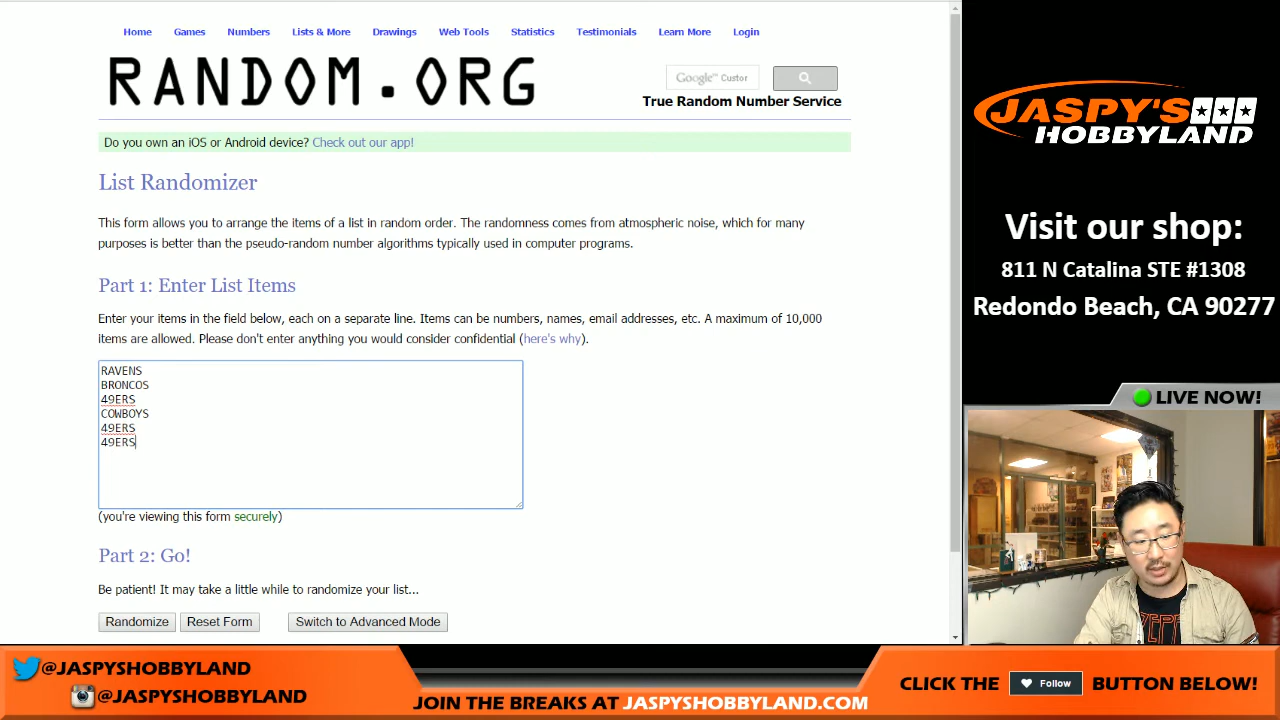 Home Games Numbers Lists & More Drawings Web Tools Statistics Testimonials Learn More Login
RANDOM.ORG
Google™ Custor
True Random Number Service
Do you own an iOS or Android device? Check out our app!
List Randomizer
This form allows you to arrange the items of a list in random order. The randomness comes from atmospheric noise, which for many
purposes is better than the pseudo-random number algorithms typically used in computer programs.
Part 1: Enter List Items
Enter your items in the field below, each on a separate line. Items can be numbers, names, email addresses, etc. A maximum of 10,000
items are allowed. Please don't enter anything you would consider confidential (here's why).
RAVENS
BRONCOS
49ERS
COWBOYS
49ERS
49ERS
(you're viewing this form securely)
Part 2: Go!
Be patient! It may take a little while to randomize your list...
Randomize Reset Form Switch to Advanced Mode
JASPY'S
HOBBYLAND
Visit our shop:
811 N Catalina STE #1308
Redondo Beach, CA 90277
LIVE NOW!
@JASPYSHOBBYLAND
@JASPYSHOBBYLAND
JOIN THE BREAKS AT JASPYSHOBBYLAND.COM
CLICK THE Follow BUTTON BELOW!